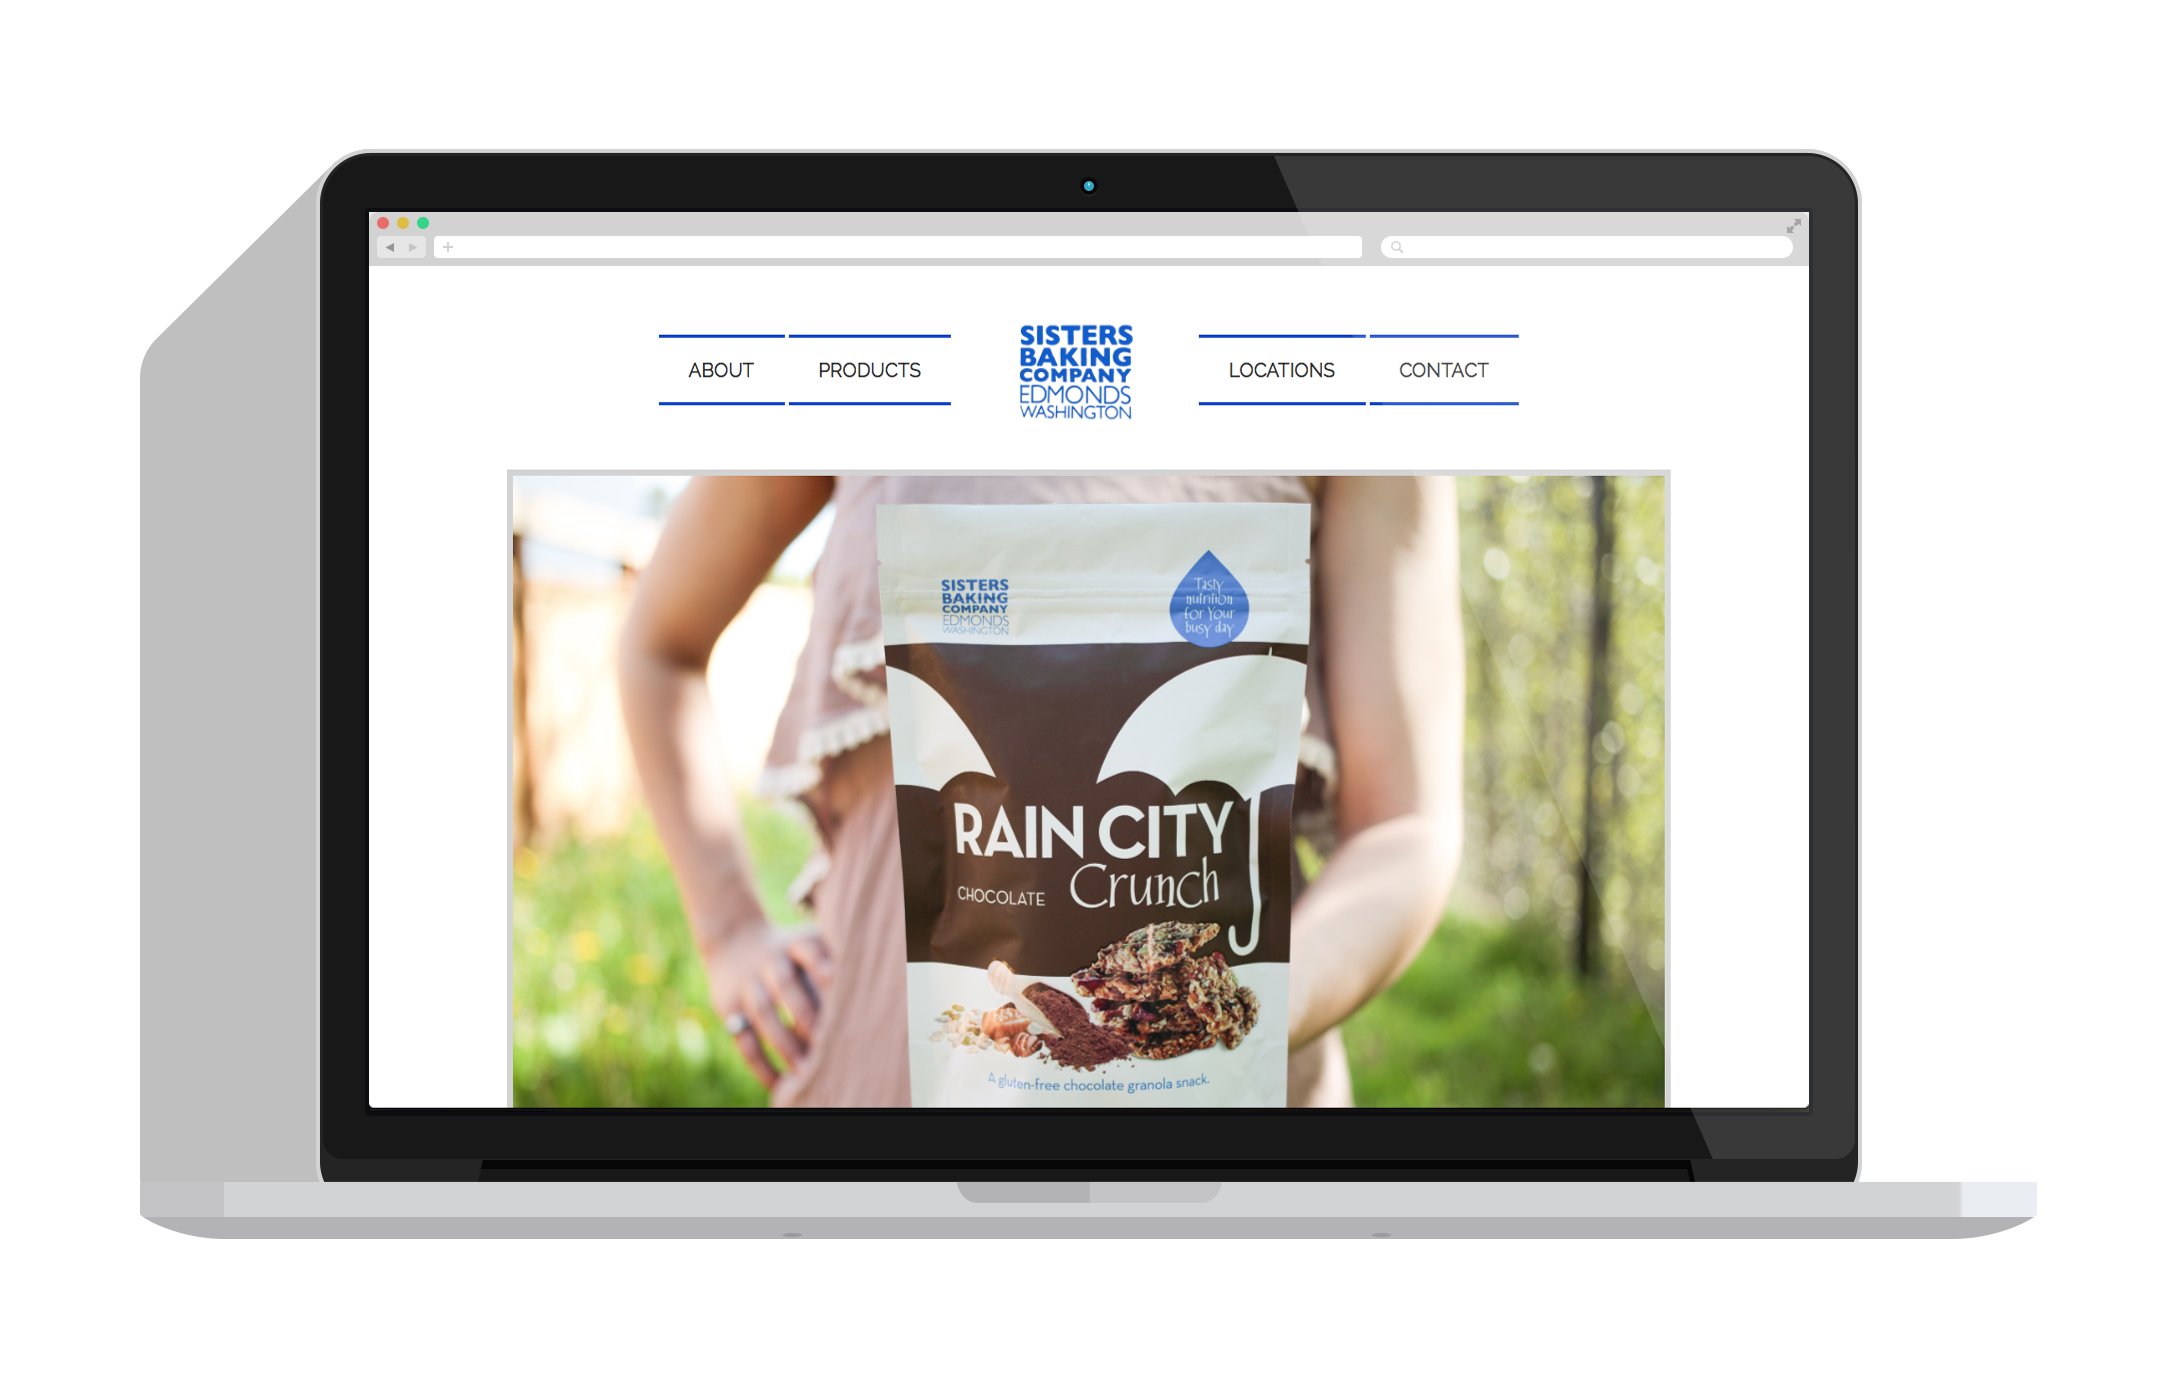 ABOUT
PRODUCTS
SISTERS
BAKING
COMPANY
EDMONDS
WASHINGTON
LOCATIONS
CONTACT
SISTERS
BAKING
COMPANY
EDMONDS
WASHINGTON
Tasty
nutrition
for Your
busy day
RAIN CITY
CHOCOLATE Crunch
A gluten-free chocolate granola snack.